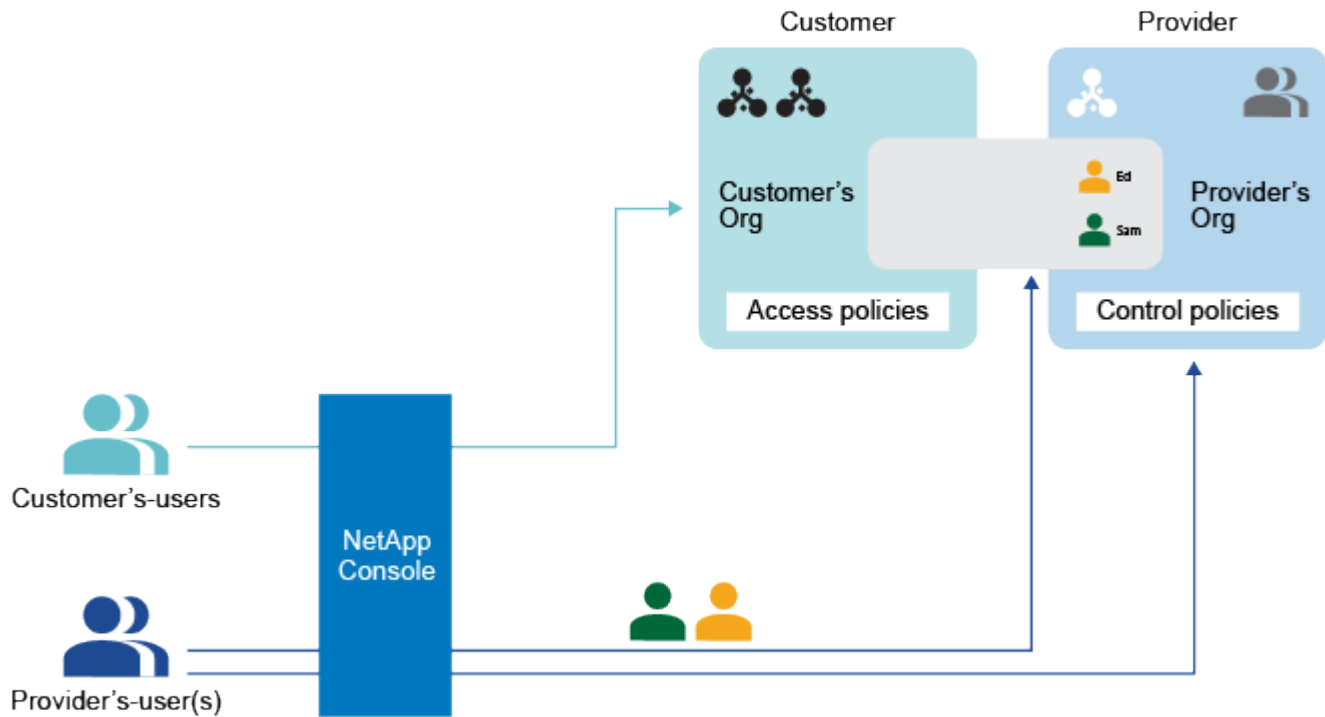 Customer
Provider
Customer's
Org
Ed
Sam
Provider's
Org
Access policies
Control policies
Customer's-users
NetApp
Console
Provider's-user(s)